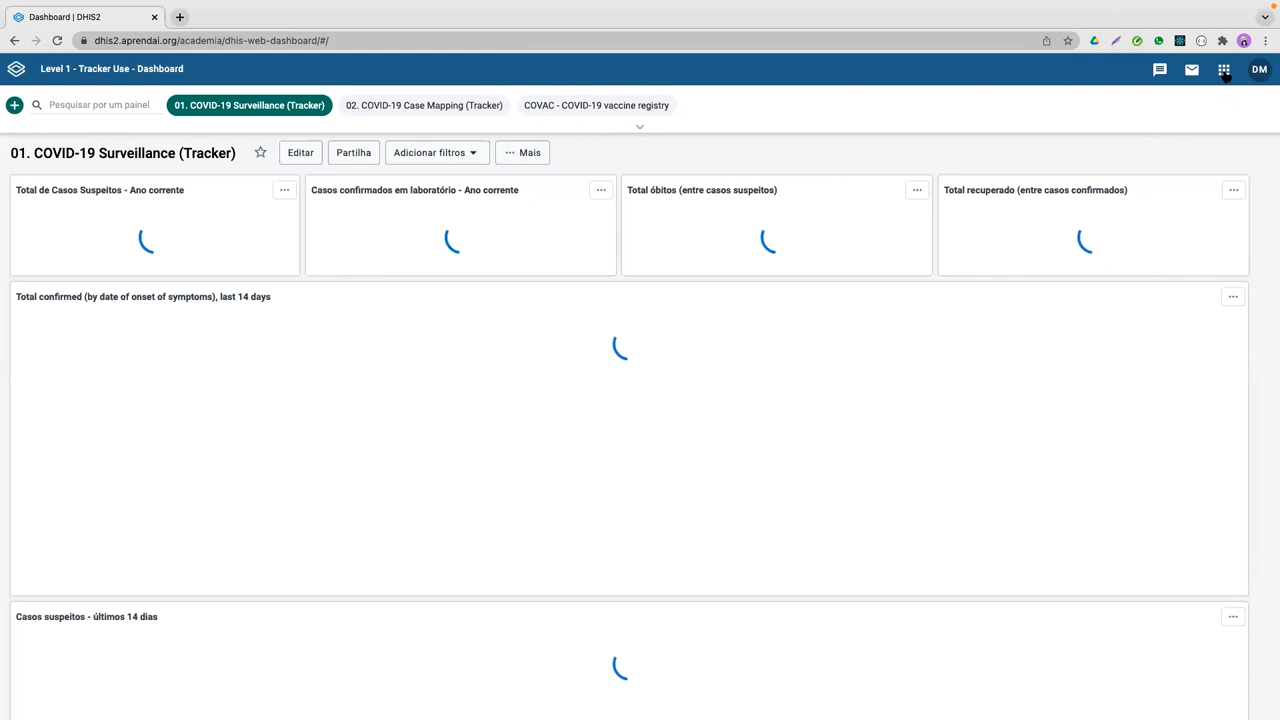 Dashboard | DHIS2
dhis2.aprendai.org/academia/dhis-web-dashboard/#/
Level 1 - Tracker Use - Dashboard
DM
Pesquisar por um painel
01. COVID-19 Surveillance (Tracker)
02. COVID-19 Case Mapping (Tracker)
COVAC - COVID-19 vaccine registry
01. COVID-19 Surveillance (Tracker)
Editar
Partilha
Adicionar filtros
Mais
Total de Casos Suspeitos - Ano corrente
Casos confirmados em laboratório - Ano corrente
Total óbitos (entre casos suspeitos)
Total recuperado (entre casos confirmados)
Total confirmed (by date of onset of symptoms), last 14 days
Casos suspeitos - últimos 14 dias